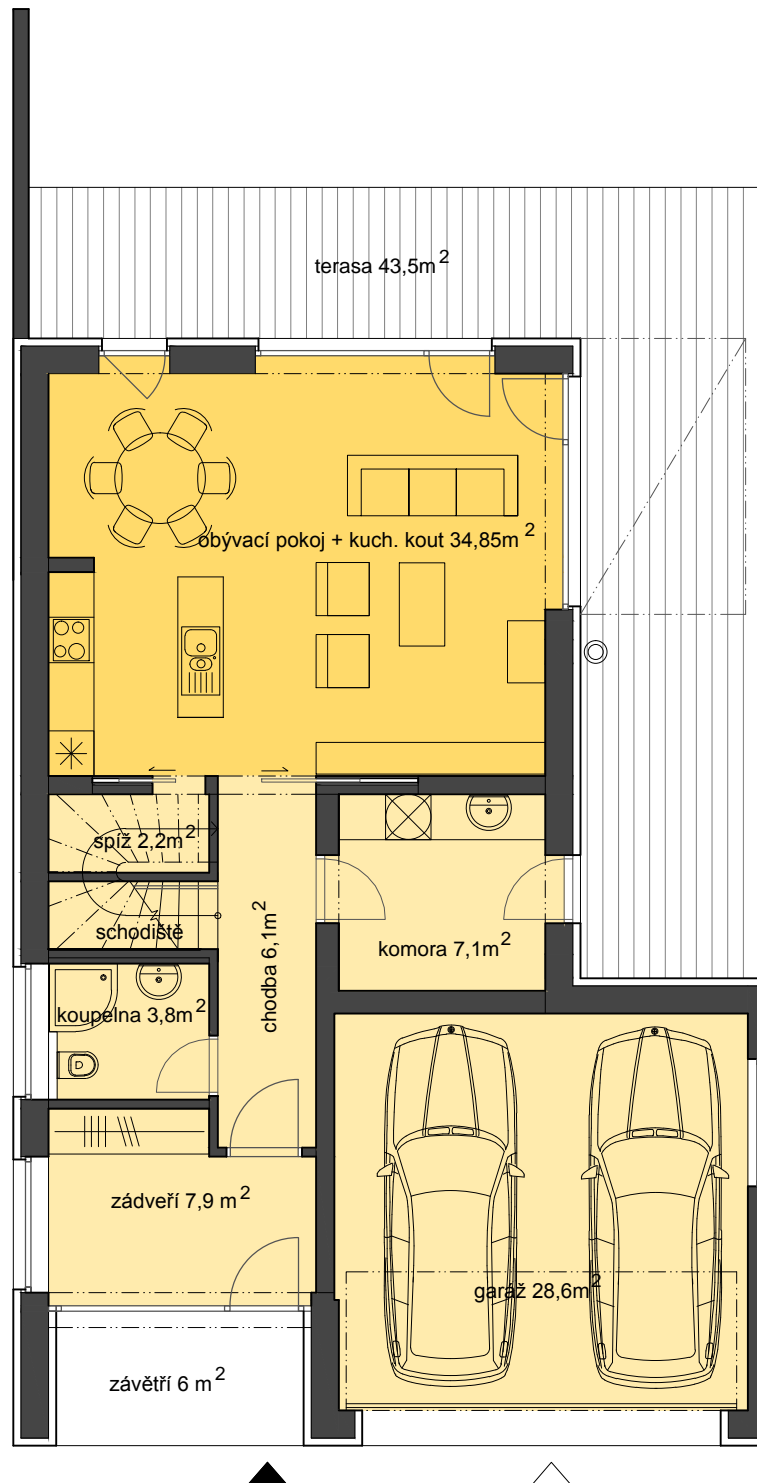 terasa 43,5m²
obývací pokoj + kuch. kout 34,85m²
spíž 2,2m²
schodiště
chodba 6,1m²
komora 7,1m²
koupelna 3,8m²
zádveří 7,9 m²
garáž 28,6m²
závětří 6 m²